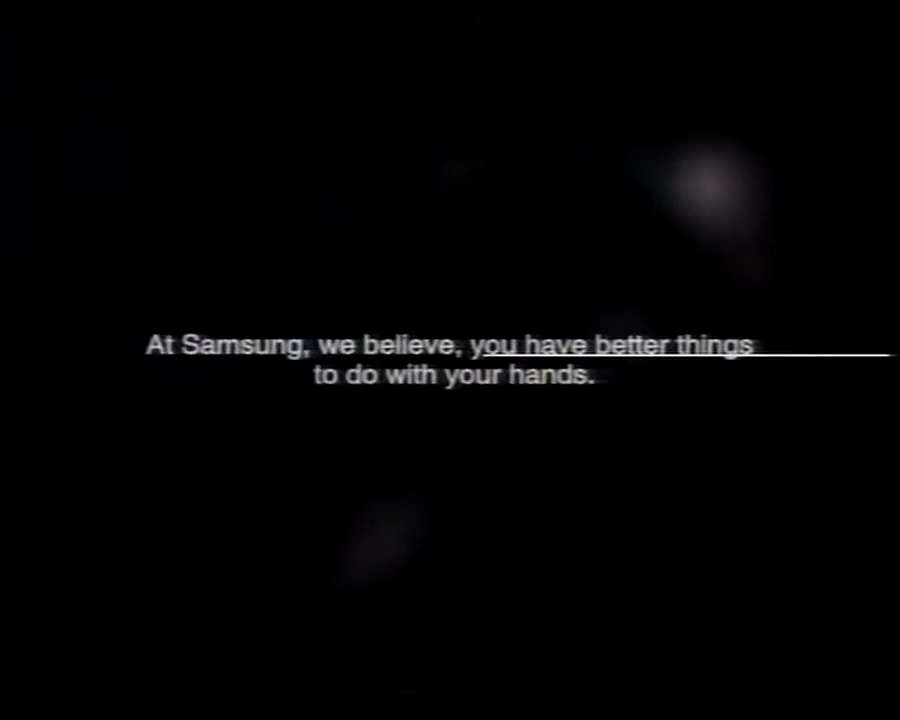 At Samsung, we believe, you have better things
to do with your hands.